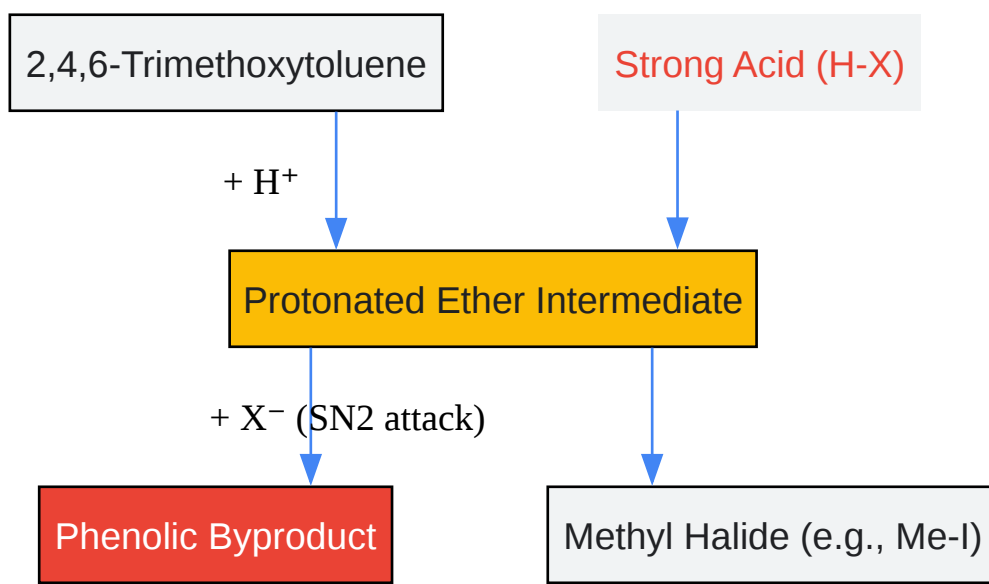 2,4,6-Trimethoxytoluene
Strong Acid (H-X)
+ H⁺
Protonated Ether Intermediate
+ X⁻ (SN2 attack)
Phenolic Byproduct
Methyl Halide (e.g., Me-I)